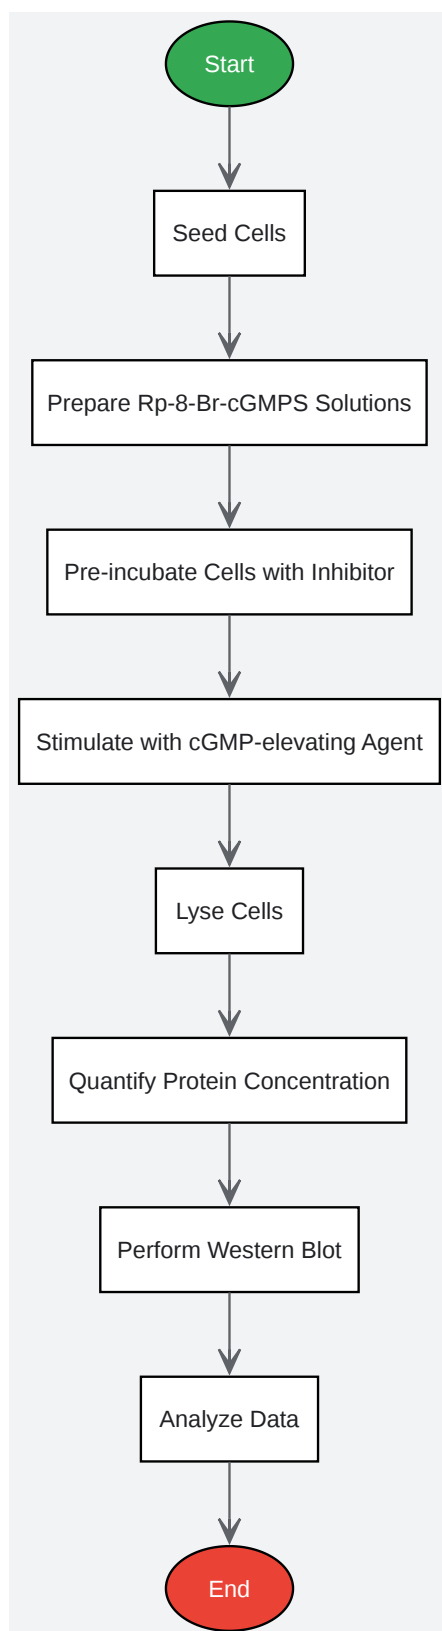 Start
Seed Cells
Prepare Rp-8-Br-cGMPS Solutions
Pre-incubate Cells with Inhibitor
Stimulate with cGMP-elevating Agent
Lyse Cells
Quantify Protein Concentration
Perform Western Blot
Analyze Data
End